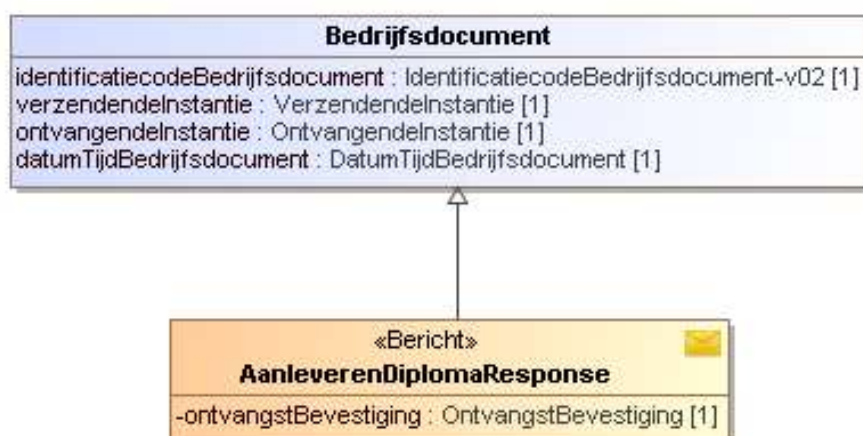 Bedrijfsdocument
identificatiecodeBedrijfsdocument : IdentificatiecodeBedrijfsdocument-v02 [1]
verzendendeInstantie : VerzendendeInstantie [1]
ontvangendeInstantie : OntvangendeInstantie [1]
datumTijdBedrijfsdocument : DatumTijdBedrijfsdocument [1]
«Bericht»
AanleverenDiplomaResponse
-ontvangstBevestiging : OntvangstBevestiging [1]